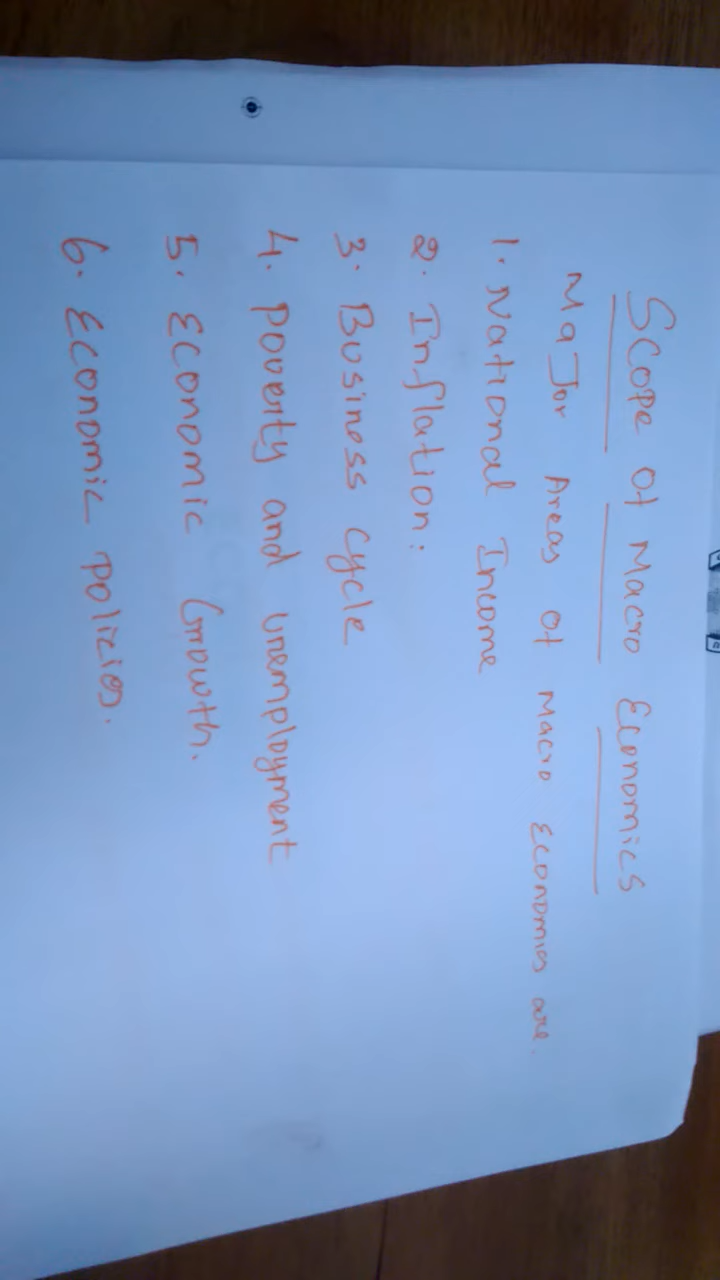 Scope Of Macro Economics
Major Areas Of Macro Economics are.
1. National Income
2. Inflation:
3. Business cycle
4. Poverty and Unemployment
5. Economic Growth.
6. Economic Policies.